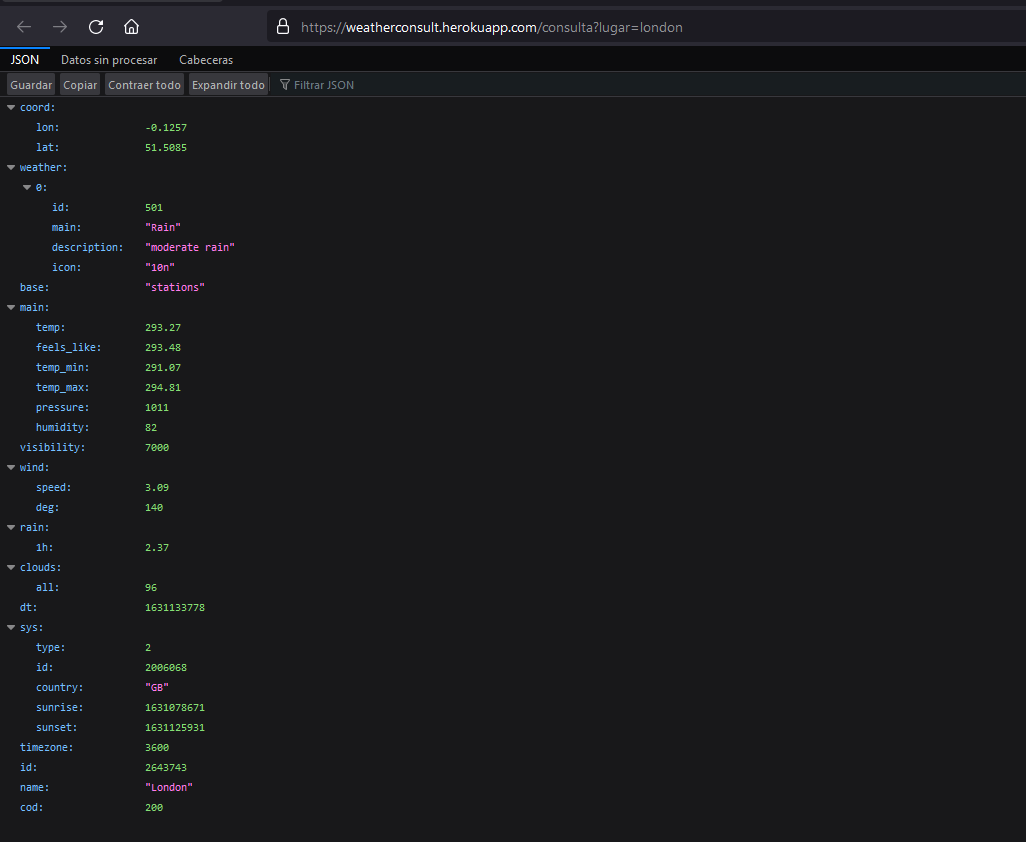 https://weatherconsult.herokuapp.com/consulta?lugar=london
JSON Datos sin procesar Cabeceras
Guardar Copiar Contraer todo Expandir todo Filtrar JSON
coord:
lon: -0.1257
lat: 51.5085
weather:
0:
id: 501
main: "Rain"
description: "moderate rain"
icon: "10n"
base: "stations"
main:
temp: 293.27
feels_like: 293.48
temp_min: 291.07
temp_max: 294.81
pressure: 1011
humidity: 82
visibility: 7000
wind:
speed: 3.09
deg: 140
rain:
1h: 2.37
clouds:
all: 96
dt: 1631133778
sys:
type: 2
id: 2006068
country: "GB"
sunrise: 1631078671
sunset: 1631125931
timezone: 3600
id: 2643743
name: "London"
cod: 200